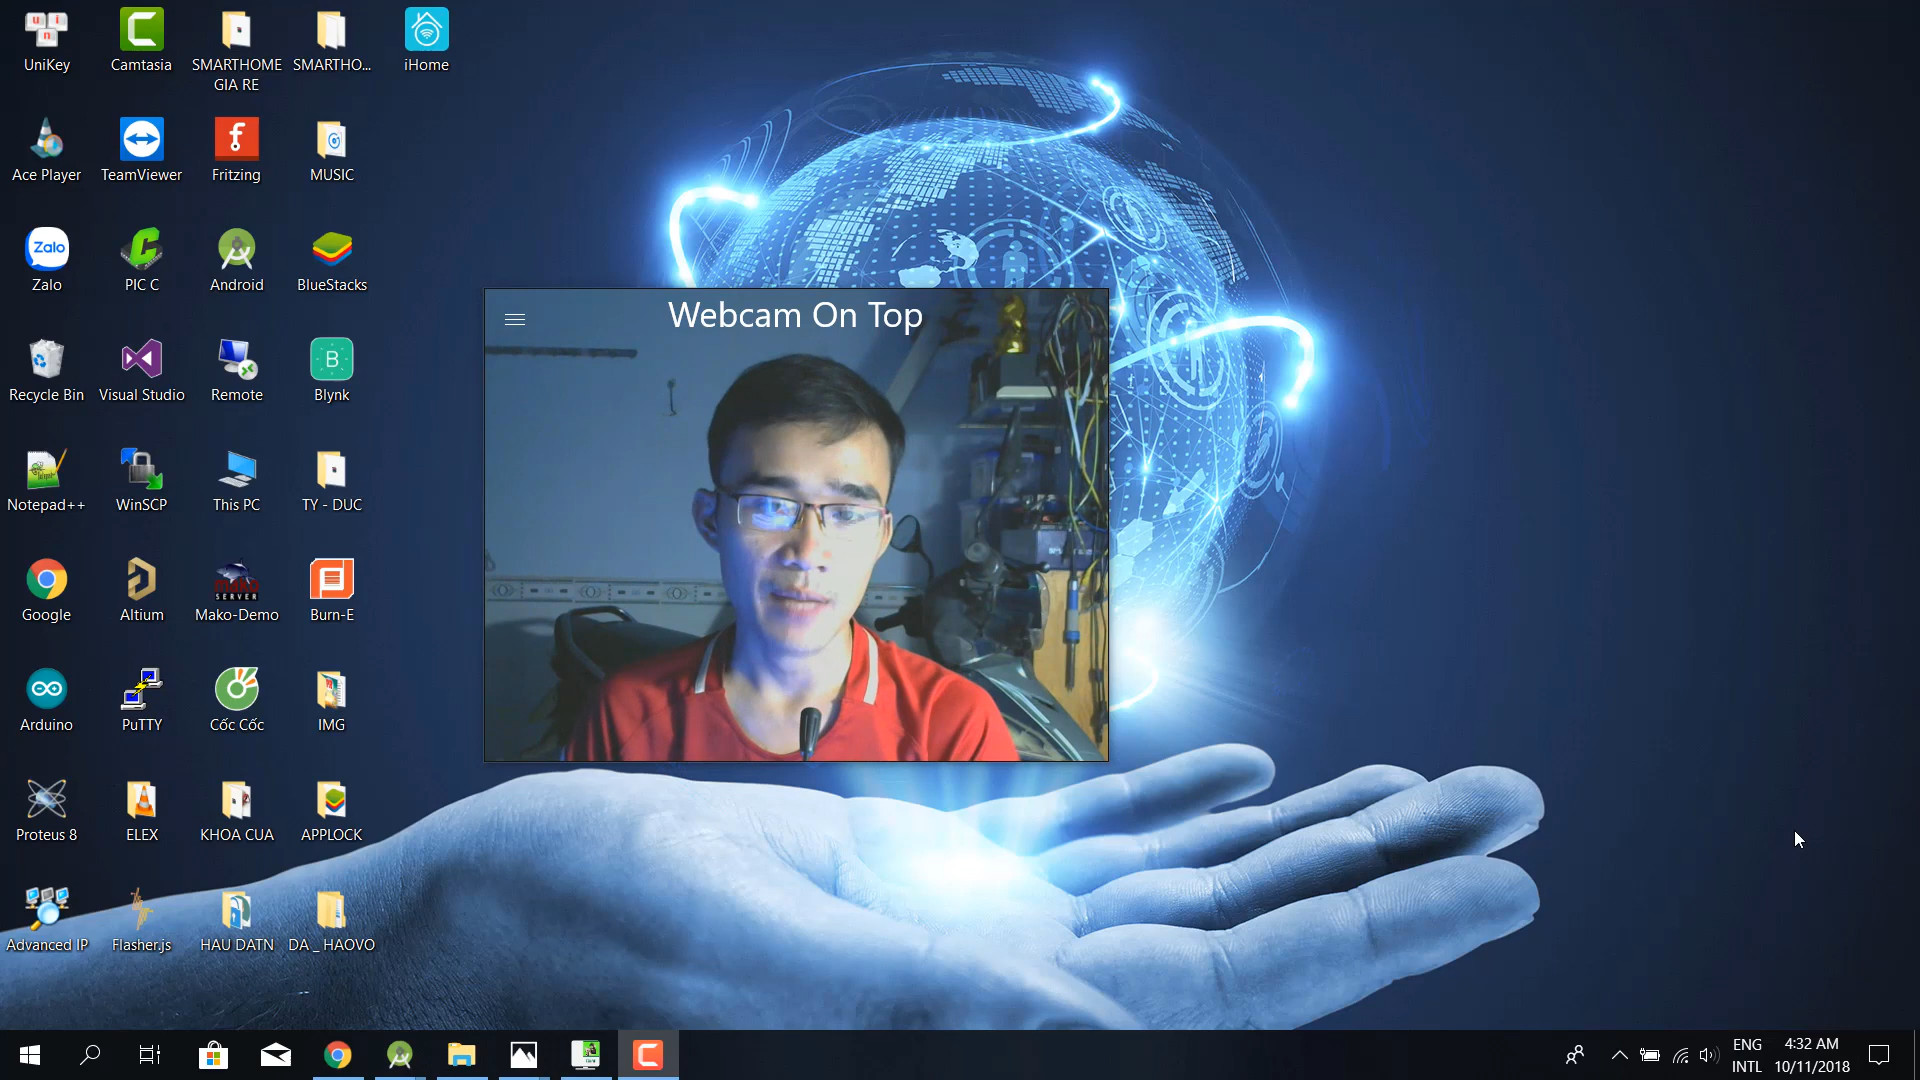 UniKey
Camtasia
SMARTHOME
GIA RE
SMARTHO...
iHome
Ace Player
TeamViewer
Fritzing
MUSIC
Zalo
Zalo
PIC C
Android
BlueStacks
Webcam On Top
Recycle Bin
Visual Studio
Remote
B
Blynk
Notepad++
WinSCP
This PC
TY - DUC
Google
Altium
mako
SERVER
Mako-Demo
Burn-E
Arduino
PuTTY
Cốc Cốc
IMG
Proteus 8
ELEX
KHOA CUA
APPLOCK
Advanced IP
Flasher.js
HAU DATN
DA _ HAOVO
ENG
INTL
4:32 AM
10/11/2018